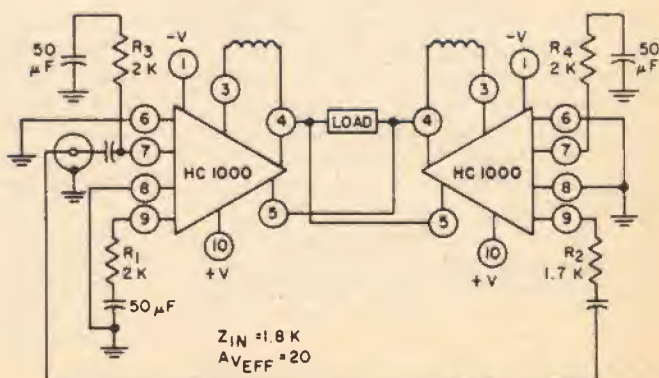 50
μF
R3
2 K
-V
1
3
4
6
7
8
9
HC 1000
5
10
+V
R1
2K
50 μF
LOAD
4
3
-V
1
R4
2 K
50
μF
6
7
8
9
HC 1000
5
10
+V
R2
1.7 K
ZIN = 1.8 K
AVEFF = 20